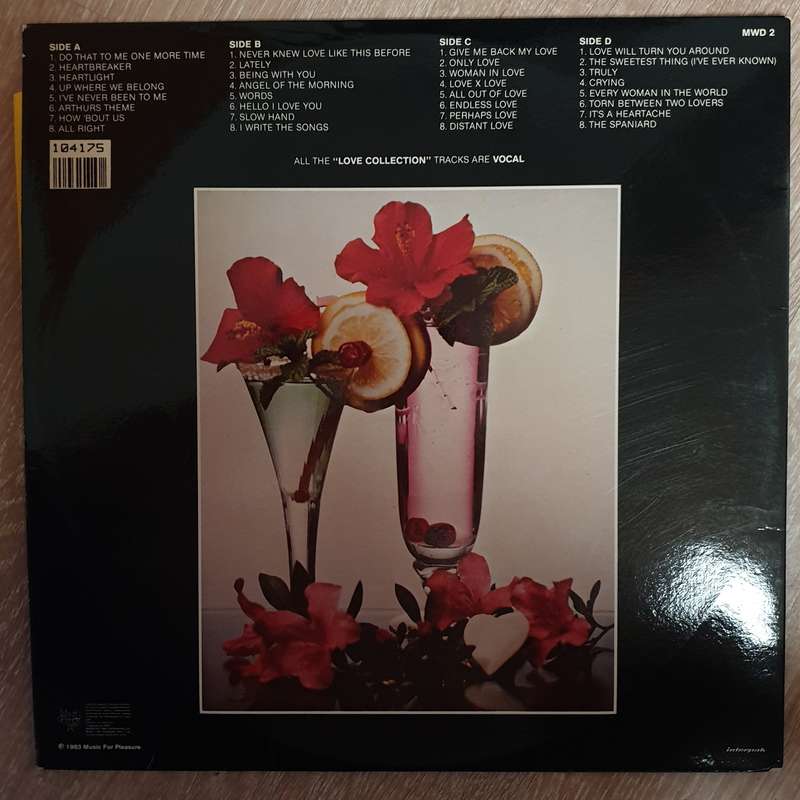 MWD 2
SIDE A
1. DO THAT TO ME ONE MORE TIME
2. HEARTBREAKER
3. HEARTLIGHT
4. UP WHERE WE BELONG
5. I'VE NEVER BEEN TO ME
6. ARTHURS THEME
7. HOW 'BOUT US
8. ALL RIGHT
SIDE B
1. NEVER KNEW LOVE LIKE THIS BEFORE
2. LATELY
3. BEING WITH YOU
4. ANGEL OF THE MORNING
5. WORDS
6. HELLO I LOVE YOU
7. SLOW HAND
8. I WRITE THE SONGS
SIDE C
1. GIVE ME BACK MY LOVE
2. ONLY LOVE
3. WOMAN IN LOVE
4. LOVE X LOVE
5. ALL OUT OF LOVE
6. ENDLESS LOVE
7. PERHAPS LOVE
8. DISTANT LOVE
SIDE D
1. LOVE WILL TURN YOU AROUND
2. THE SWEETEST THING (I'VE EVER KNOWN)
3. TRULY
4. CRYING
5. EVERY WOMAN IN THE WORLD
6. TORN BETWEEN TWO LOVERS
7. IT'S A HEARTACHE
8. THE SPANIARD
104175
ALL THE "LOVE COLLECTION" TRACKS ARE VOCAL
℗ 1983 Music For Pleasure
interpak